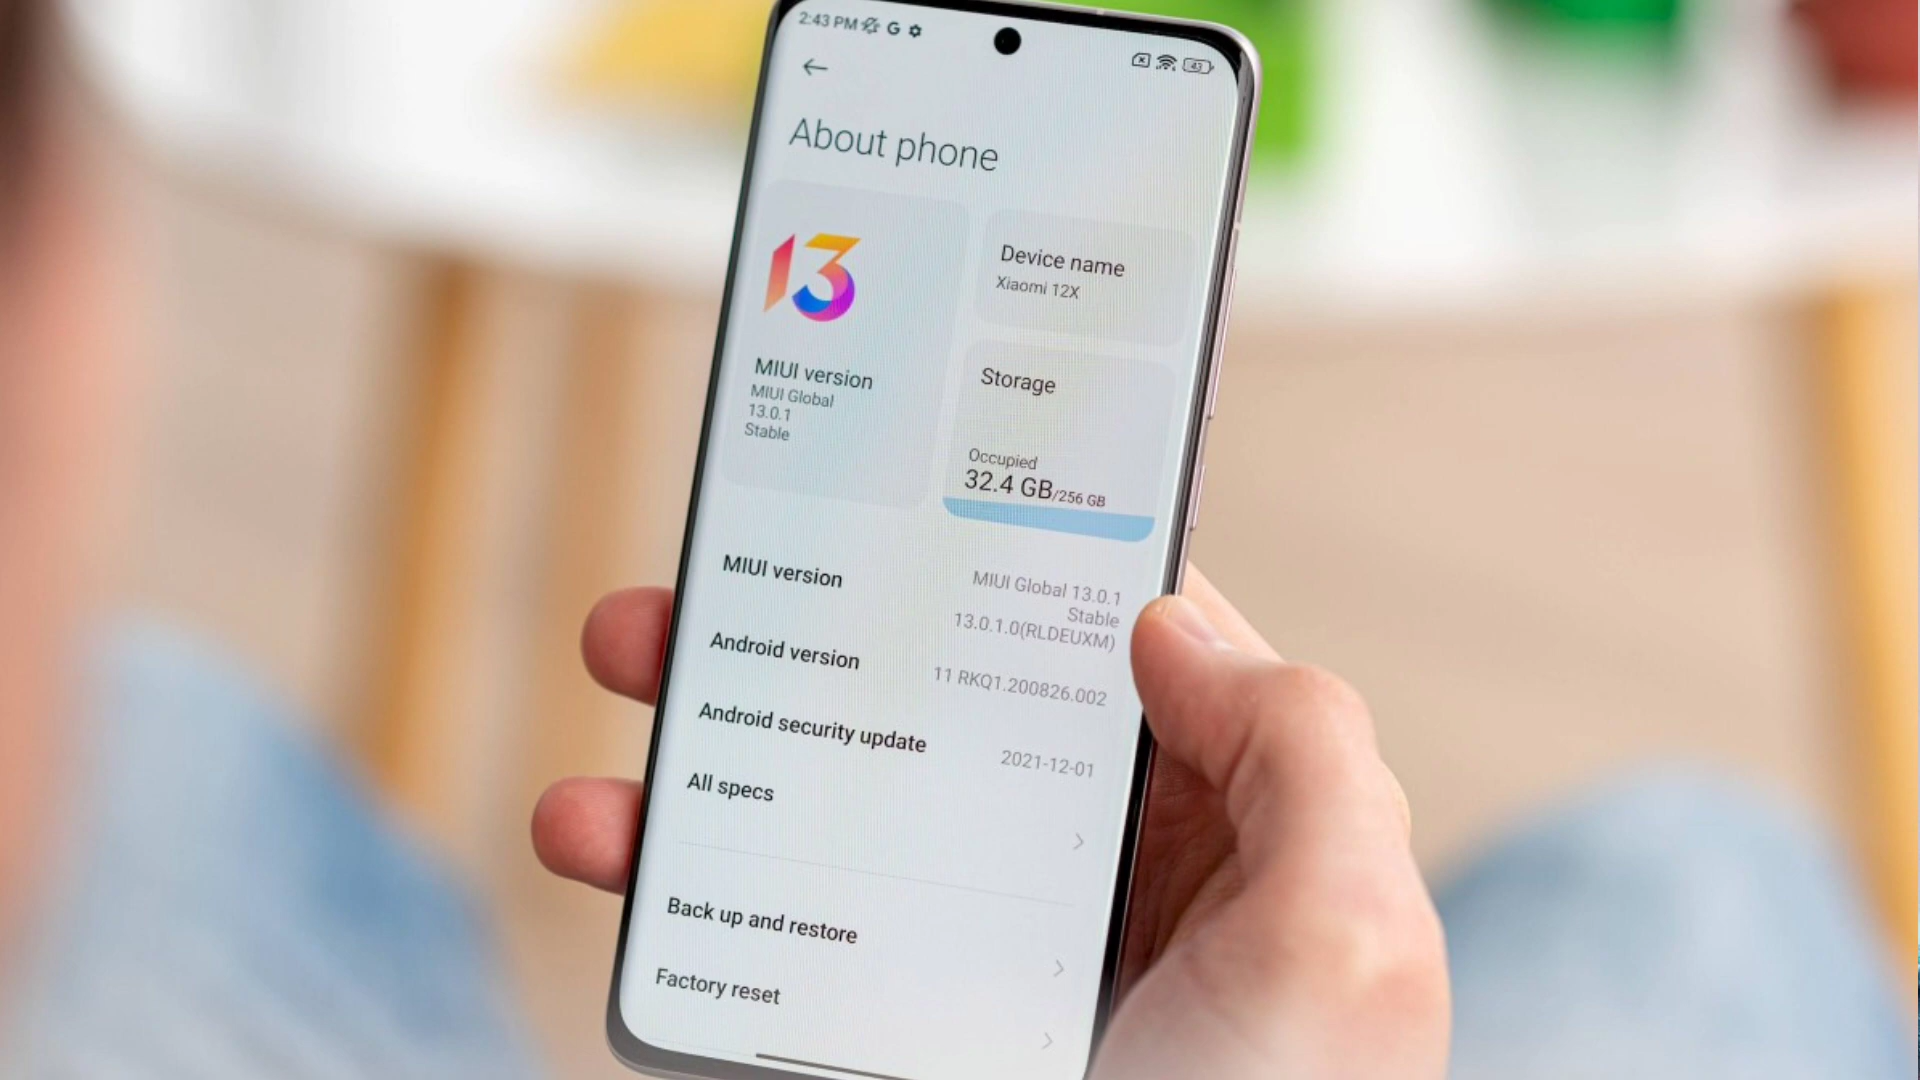 2:43 PM
43
About phone
13
Device name
Xiaomi 12X
MIUI version
MIUI Global
13.0.1
Stable
Storage
Occupied
32.4 GB/256 GB
MIUI version
MIUI Global 13.0.1
Stable
13.0.1.0(RLDEUXM)
Android version
11 RKQ1.200826.002
Android security update
2021-12-01
All specs
Back up and restore
Factory reset